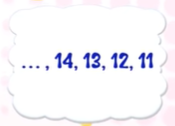 ..., 14, 13, 12, 11